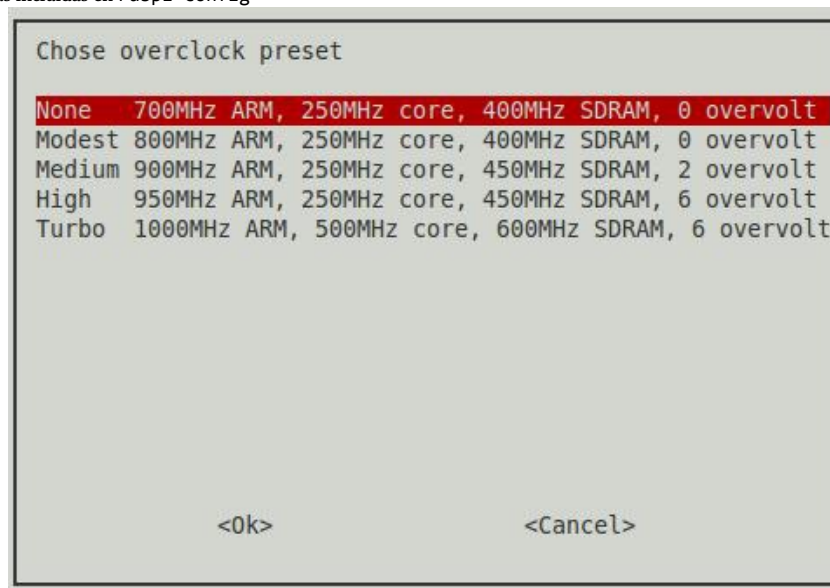 Chose overclock preset
None 700MHz ARM, 250MHz core, 400MHz SDRAM, 0 overvolt
Modest 800MHz ARM, 250MHz core, 400MHz SDRAM, 0 overvolt
Medium 900MHz ARM, 250MHz core, 450MHz SDRAM, 2 overvolt
High 950MHz ARM, 250MHz core, 450MHz SDRAM, 6 overvolt
Turbo 1000MHz ARM, 500MHz core, 600MHz SDRAM, 6 overvolt
<Ok> <Cancel>